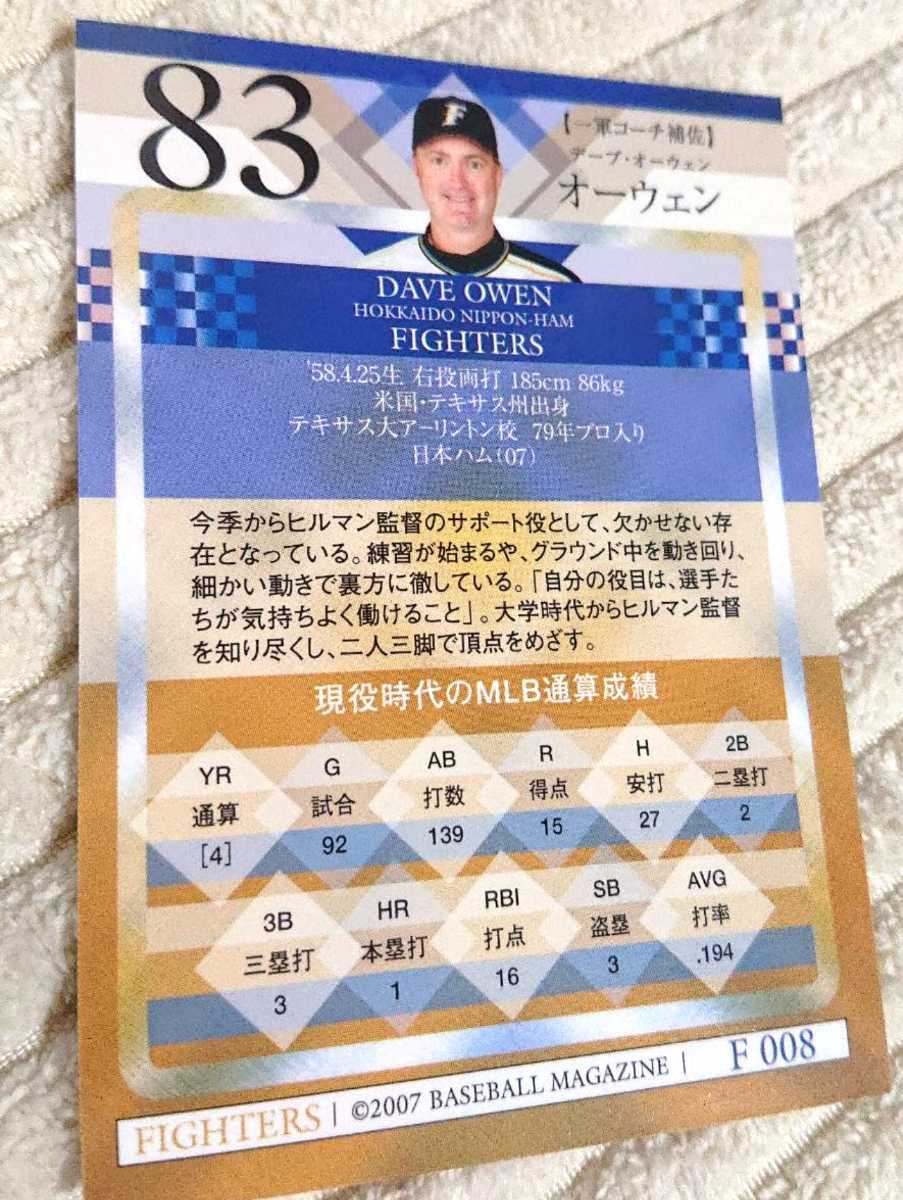 83
【一軍コーチ補佐】
デーブ・オーウェン
オーウェン
F
DAVE OWEN
HOKKAIDO NIPPON-HAM
FIGHTERS
'58.4.25生 右投両打 185cm 86kg
米国・テキサス州出身
テキサス大アーリントン校 79年プロ入り
日本ハム(07)
今季からヒルマン監督のサポート役として、欠かせない存
在となっている。練習が始まるや、グラウンド中を動き回り、
細かい動きで裏方に徹している。「自分の役目は、選手た
ちが気持ちよく働けること」。大学時代からヒルマン監督
を知り尽くし、二人三脚で頂点をめざす。
現役時代のMLB通算成績
YR G AB R H 2B
通算 試合 打数 得点 安打 二塁打
[4] 92 139 15 27 2
3B HR RBI SB AVG
三塁打 本塁打 打点 盗塁 打率
3 1 16 3 .194
FIGHTERS | ©2007 BASEBALL MAGAZINE | F 008